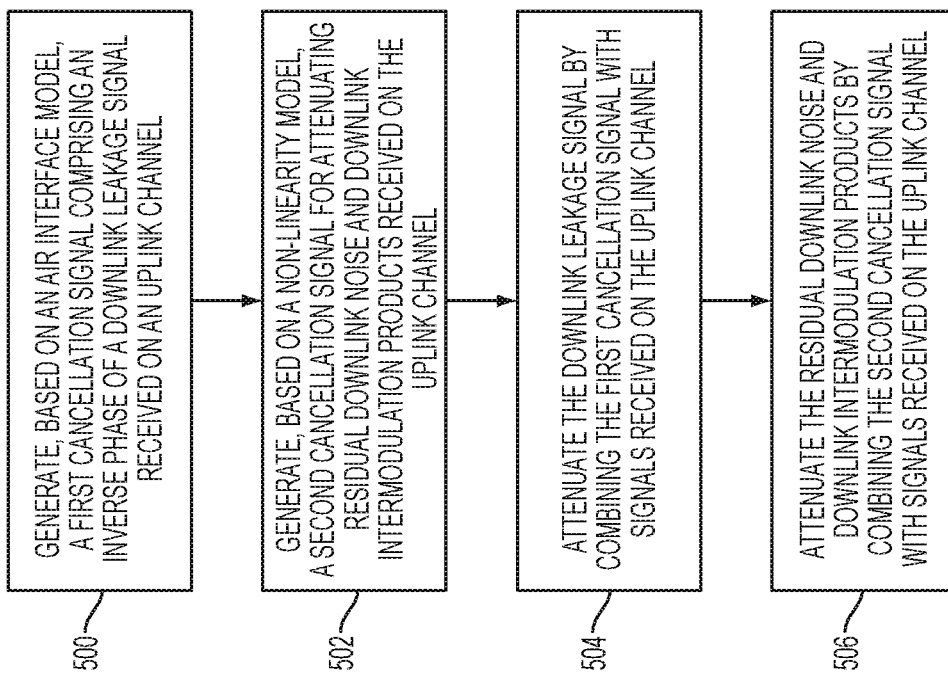 GENERATE, BASED ON AN AIR INTERFACE MODEL,
A FIRST CANCELLATION SIGNAL COMPRISING AN
INVERSE PHASE OF A DOWNLINK LEAKAGE SIGNAL
RECEIVED ON AN UPLINK CHANNEL
500
GENERATE, BASED ON A NON-LINEARITY MODEL,
A SECOND CANCELLATION SIGNAL FOR ATTENUATING
RESIDUAL DOWNLINK NOISE AND DOWNLINK
INTERMODULATION PRODUCTS RECEIVED ON THE
UPLINK CHANNEL
502
ATTENUATE THE DOWNLINK LEAKAGE SIGNAL BY
COMBINING THE FIRST CANCELLATION SIGNAL WITH
SIGNALS RECEIVED ON THE UPLINK CHANNEL
504
ATTENUATE THE RESIDUAL DOWNLINK NOISE AND
DOWNLINK INTERMODULATION PRODUCTS BY
COMBINING THE SECOND CANCELLATION SIGNAL
WITH SIGNALS RECEIVED ON THE UPLINK CHANNEL
506